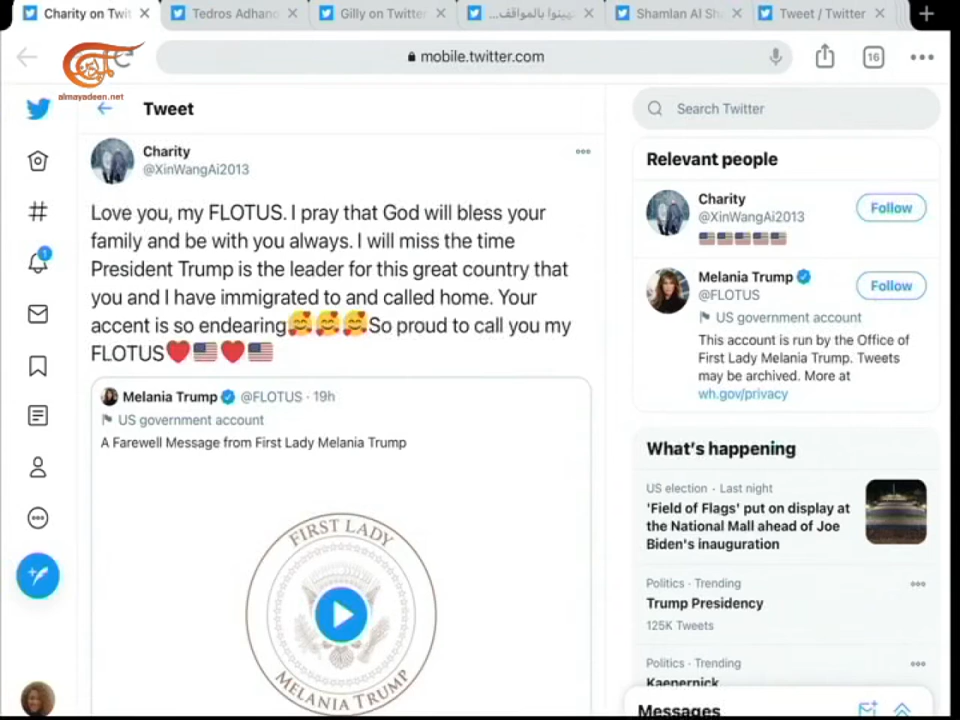 Charity on Twit
Tedros Adhano
Gilly on Twitter
...تهينوا بالمواقف
Shamlan Al Sha
Tweet / Twitter
almayadeen.net
mobile.twitter.com
16
Tweet
Search Twitter
Charity
@XinWangAi2013
Love you, my FLOTUS. I pray that God will bless your
family and be with you always. I will miss the time
President Trump is the leader for this great country that
you and I have immigrated to and called home. Your
accent is so endearing🥰🥰🥰So proud to call you my
FLOTUS❤️🇺🇸❤️🇺🇸
Melania Trump @FLOTUS · 19h
US government account
A Farewell Message from First Lady Melania Trump
FIRST LADY
MELANIA TRUMP
Relevant people
Charity
@XinWangAi2013
🇺🇸🇺🇸🇺🇸🇺🇸🇺🇸
Follow
Melania Trump
@FLOTUS
Follow
US government account
This account is run by the Office of
First Lady Melania Trump. Tweets
may be archived. More at
wh.gov/privacy
What's happening
US election · Last night
'Field of Flags' put on display at
the National Mall ahead of Joe
Biden's inauguration
Politics · Trending
Trump Presidency
125K Tweets
Politics · Trending
Kaepernick
Messages
1